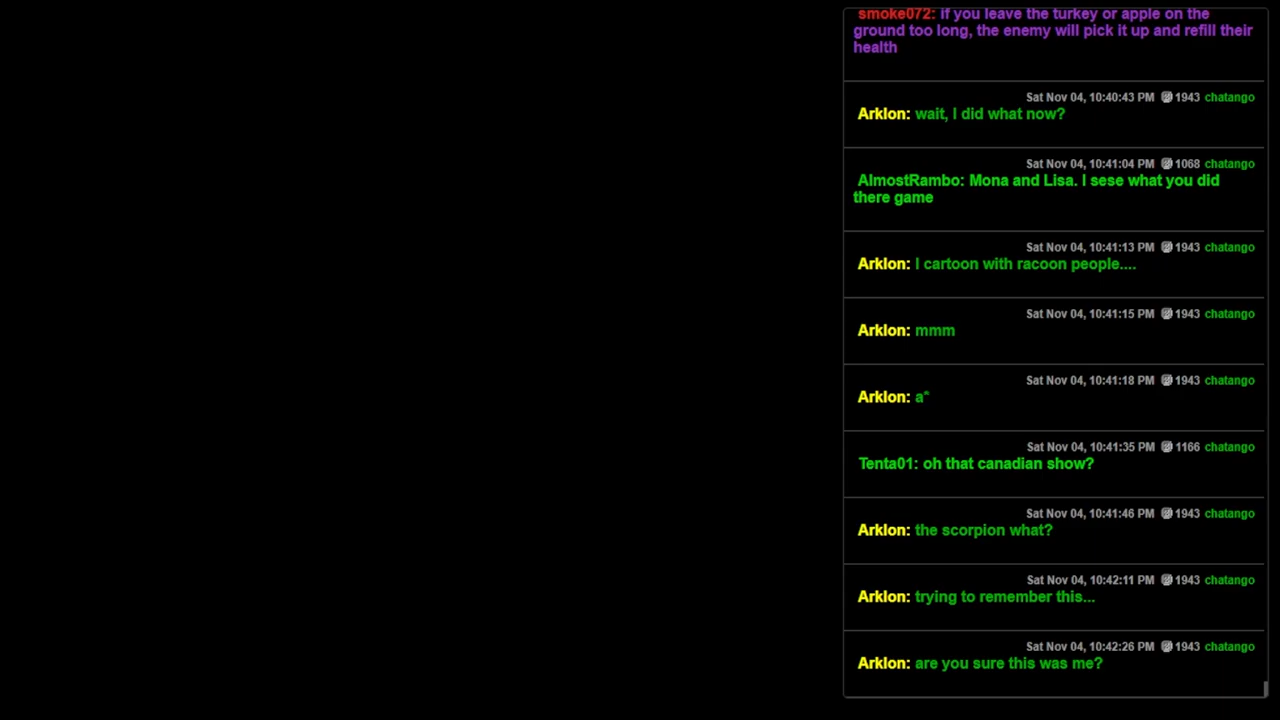 smoke072: if you leave the turkey or apple on the
ground too long, the enemy will pick it up and refill their
health
Sat Nov 04, 10:40:43 PM 1943 chatango
Arklon: wait, I did what now?
Sat Nov 04, 10:41:04 PM 1068 chatango
AlmostRambo: Mona and Lisa. I sese what you did
there game
Sat Nov 04, 10:41:13 PM 1943 chatango
Arklon: I cartoon with racoon people....
Sat Nov 04, 10:41:15 PM 1943 chatango
Arklon: mmm
Sat Nov 04, 10:41:18 PM 1943 chatango
Arklon: a*
Sat Nov 04, 10:41:35 PM 1166 chatango
Tenta01: oh that canadian show?
Sat Nov 04, 10:41:46 PM 1943 chatango
Arklon: the scorpion what?
Sat Nov 04, 10:42:11 PM 1943 chatango
Arklon: trying to remember this...
Sat Nov 04, 10:42:26 PM 1943 chatango
Arklon: are you sure this was me?